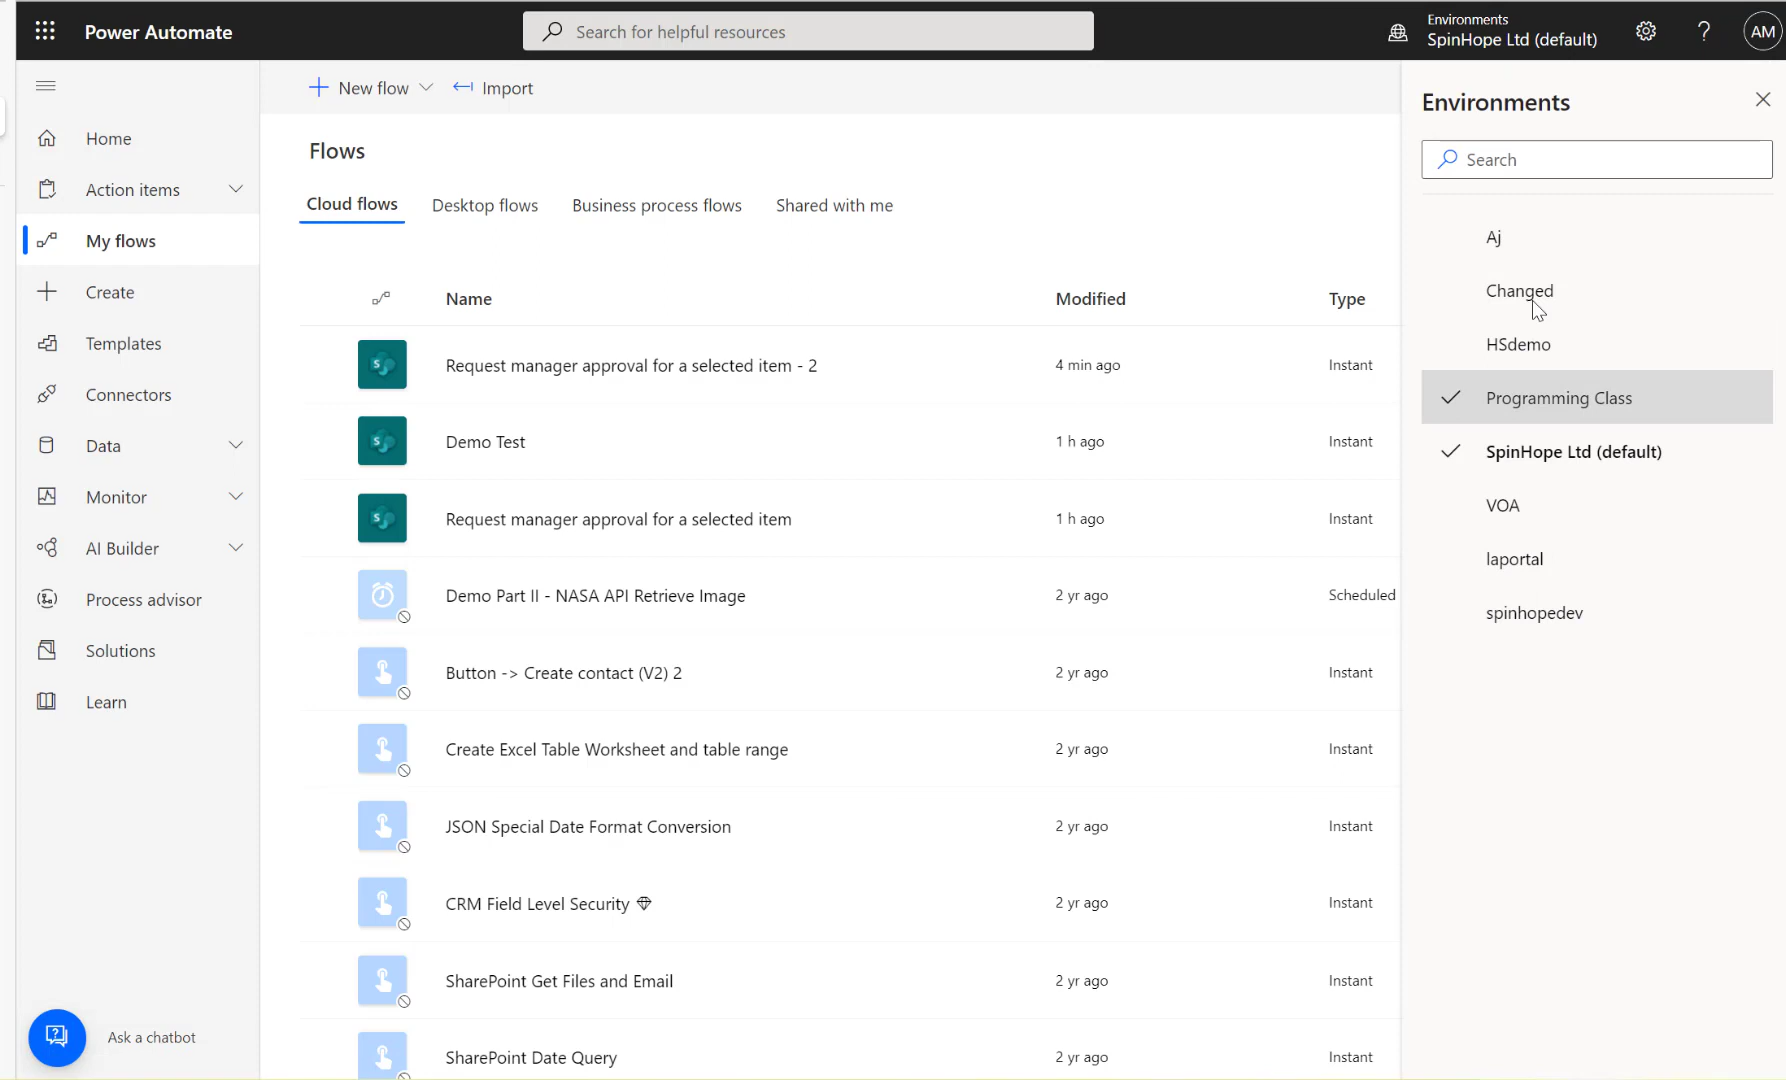 Power Automate
Search for helpful resources
Environments
SpinHope Ltd (default)
?
AM
Home
Action items
My flows
Create
Templates
Connectors
Data
Monitor
AI Builder
Process advisor
Solutions
Learn
Ask a chatbot
New flow
Import
Flows
Cloud flows Desktop flows Business process flows Shared with me
Name Modified Type
Request manager approval for a selected item - 2 4 min ago Instant
Demo Test 1 h ago Instant
Request manager approval for a selected item 1 h ago Instant
Demo Part II - NASA API Retrieve Image 2 yr ago Scheduled
Button -> Create contact (V2) 2 2 yr ago Instant
Create Excel Table Worksheet and table range 2 yr ago Instant
JSON Special Date Format Conversion 2 yr ago Instant
CRM Field Level Security 2 yr ago Instant
SharePoint Get Files and Email 2 yr ago Instant
SharePoint Date Query 2 yr ago Instant
Environments
Search
Aj
Changed
HSdemo
Programming Class
SpinHope Ltd (default)
VOA
laportal
spinhopedev